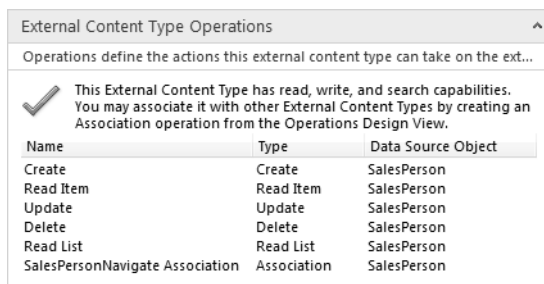 External Content Type Operations
Operations define the actions this external content type can take on the ext...
This External Content Type has read, write, and search capabilities.
You may associate it with other External Content Types by creating an
Association operation from the Operations Design View.
Name Type Data Source Object
Create Create SalesPerson
Read Item Read Item SalesPerson
Update Update SalesPerson
Delete Delete SalesPerson
Read List Read List SalesPerson
SalesPersonNavigate Association Association SalesPerson